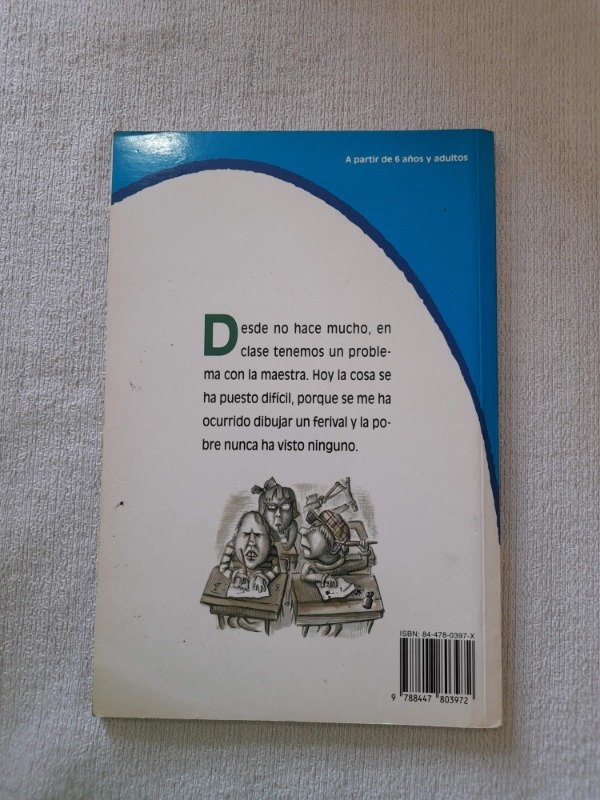 A partir de 6 años y adultos
Desde no hace mucho, en
clase tenemos un proble-
ma con la maestra. Hoy la cosa se
ha puesto difícil, porque se me ha
ocurrido dibujar un ferival y la po-
bre nunca ha visto ninguno.
ISBN: 84-478-0397-X
9 788447 803972